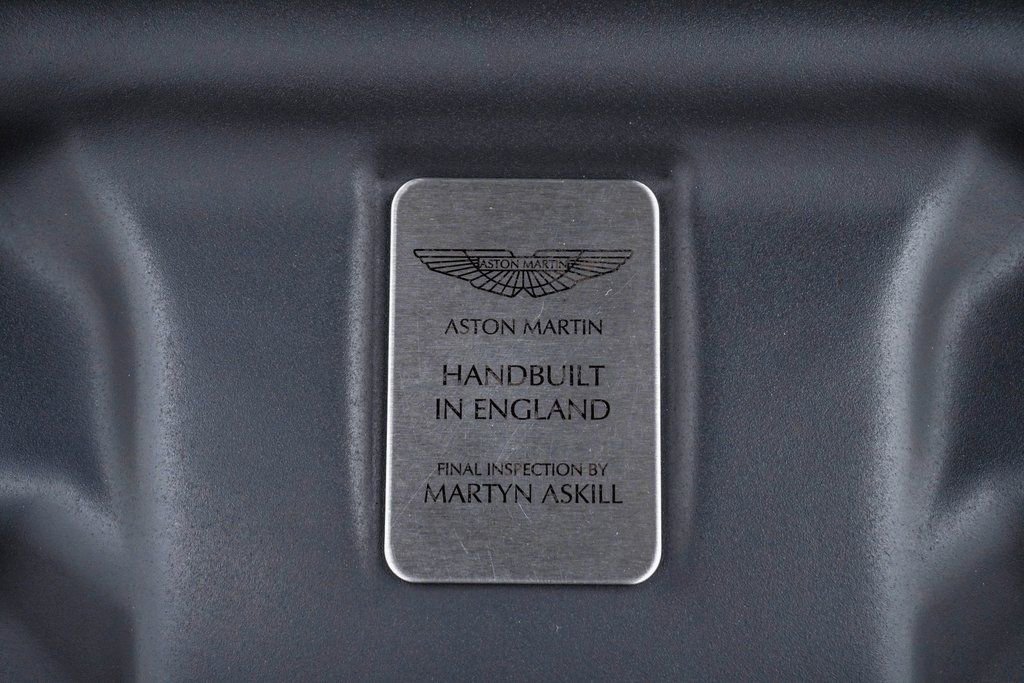 ASTON MARTIN
ASTON MARTIN
HANDBUILT
IN ENGLAND
FINAL INSPECTION BY
MARTYN ASKILL